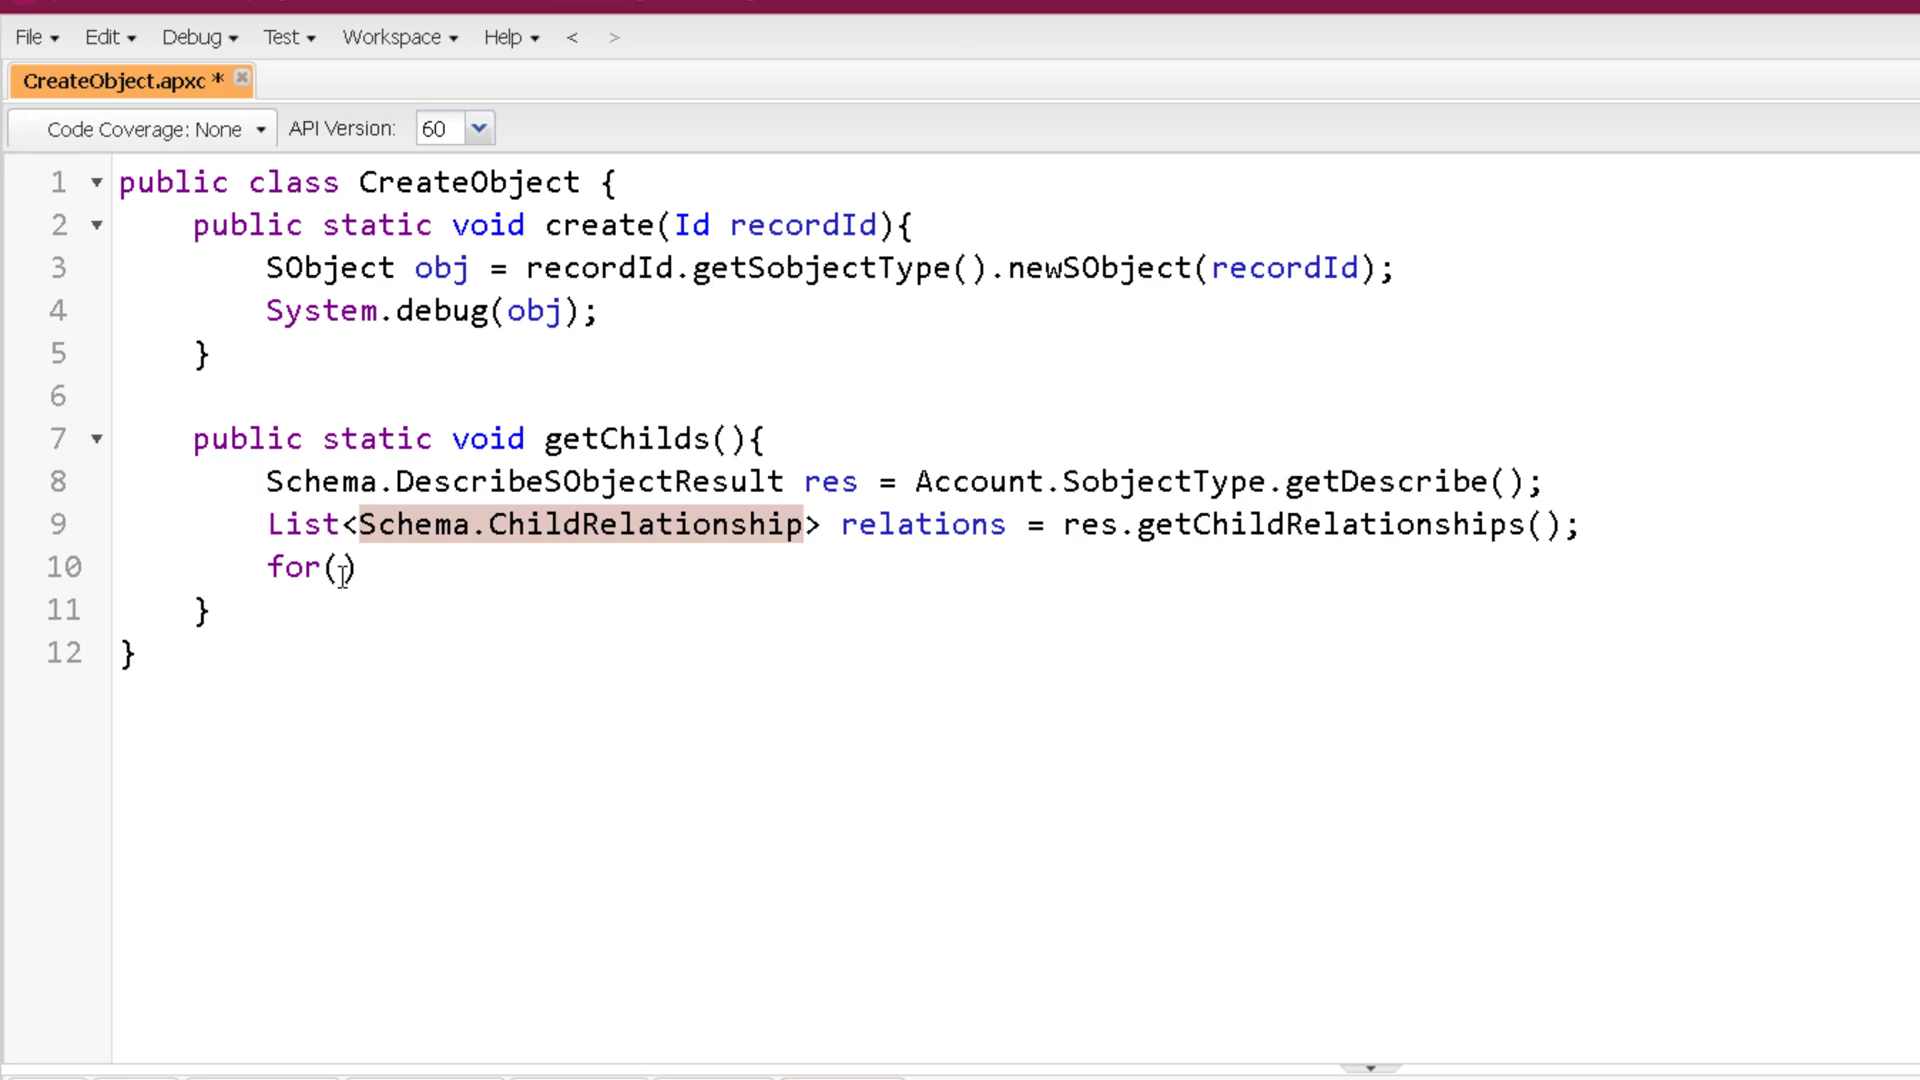 File Edit Debug Test Workspace Help < >
CreateObject.apxc *
Code Coverage: None API Version: 60
1 public class CreateObject {
2 public static void create(Id recordId){
3 SObject obj = recordId.getSobjectType().newSObject(recordId);
4 System.debug(obj);
5 }
6
7 public static void getChilds(){
8 Schema.DescribeSObjectResult res = Account.SobjectType.getDescribe();
9 List<Schema.ChildRelationship> relations = res.getChildRelationships();
10 for()
11 }
12 }